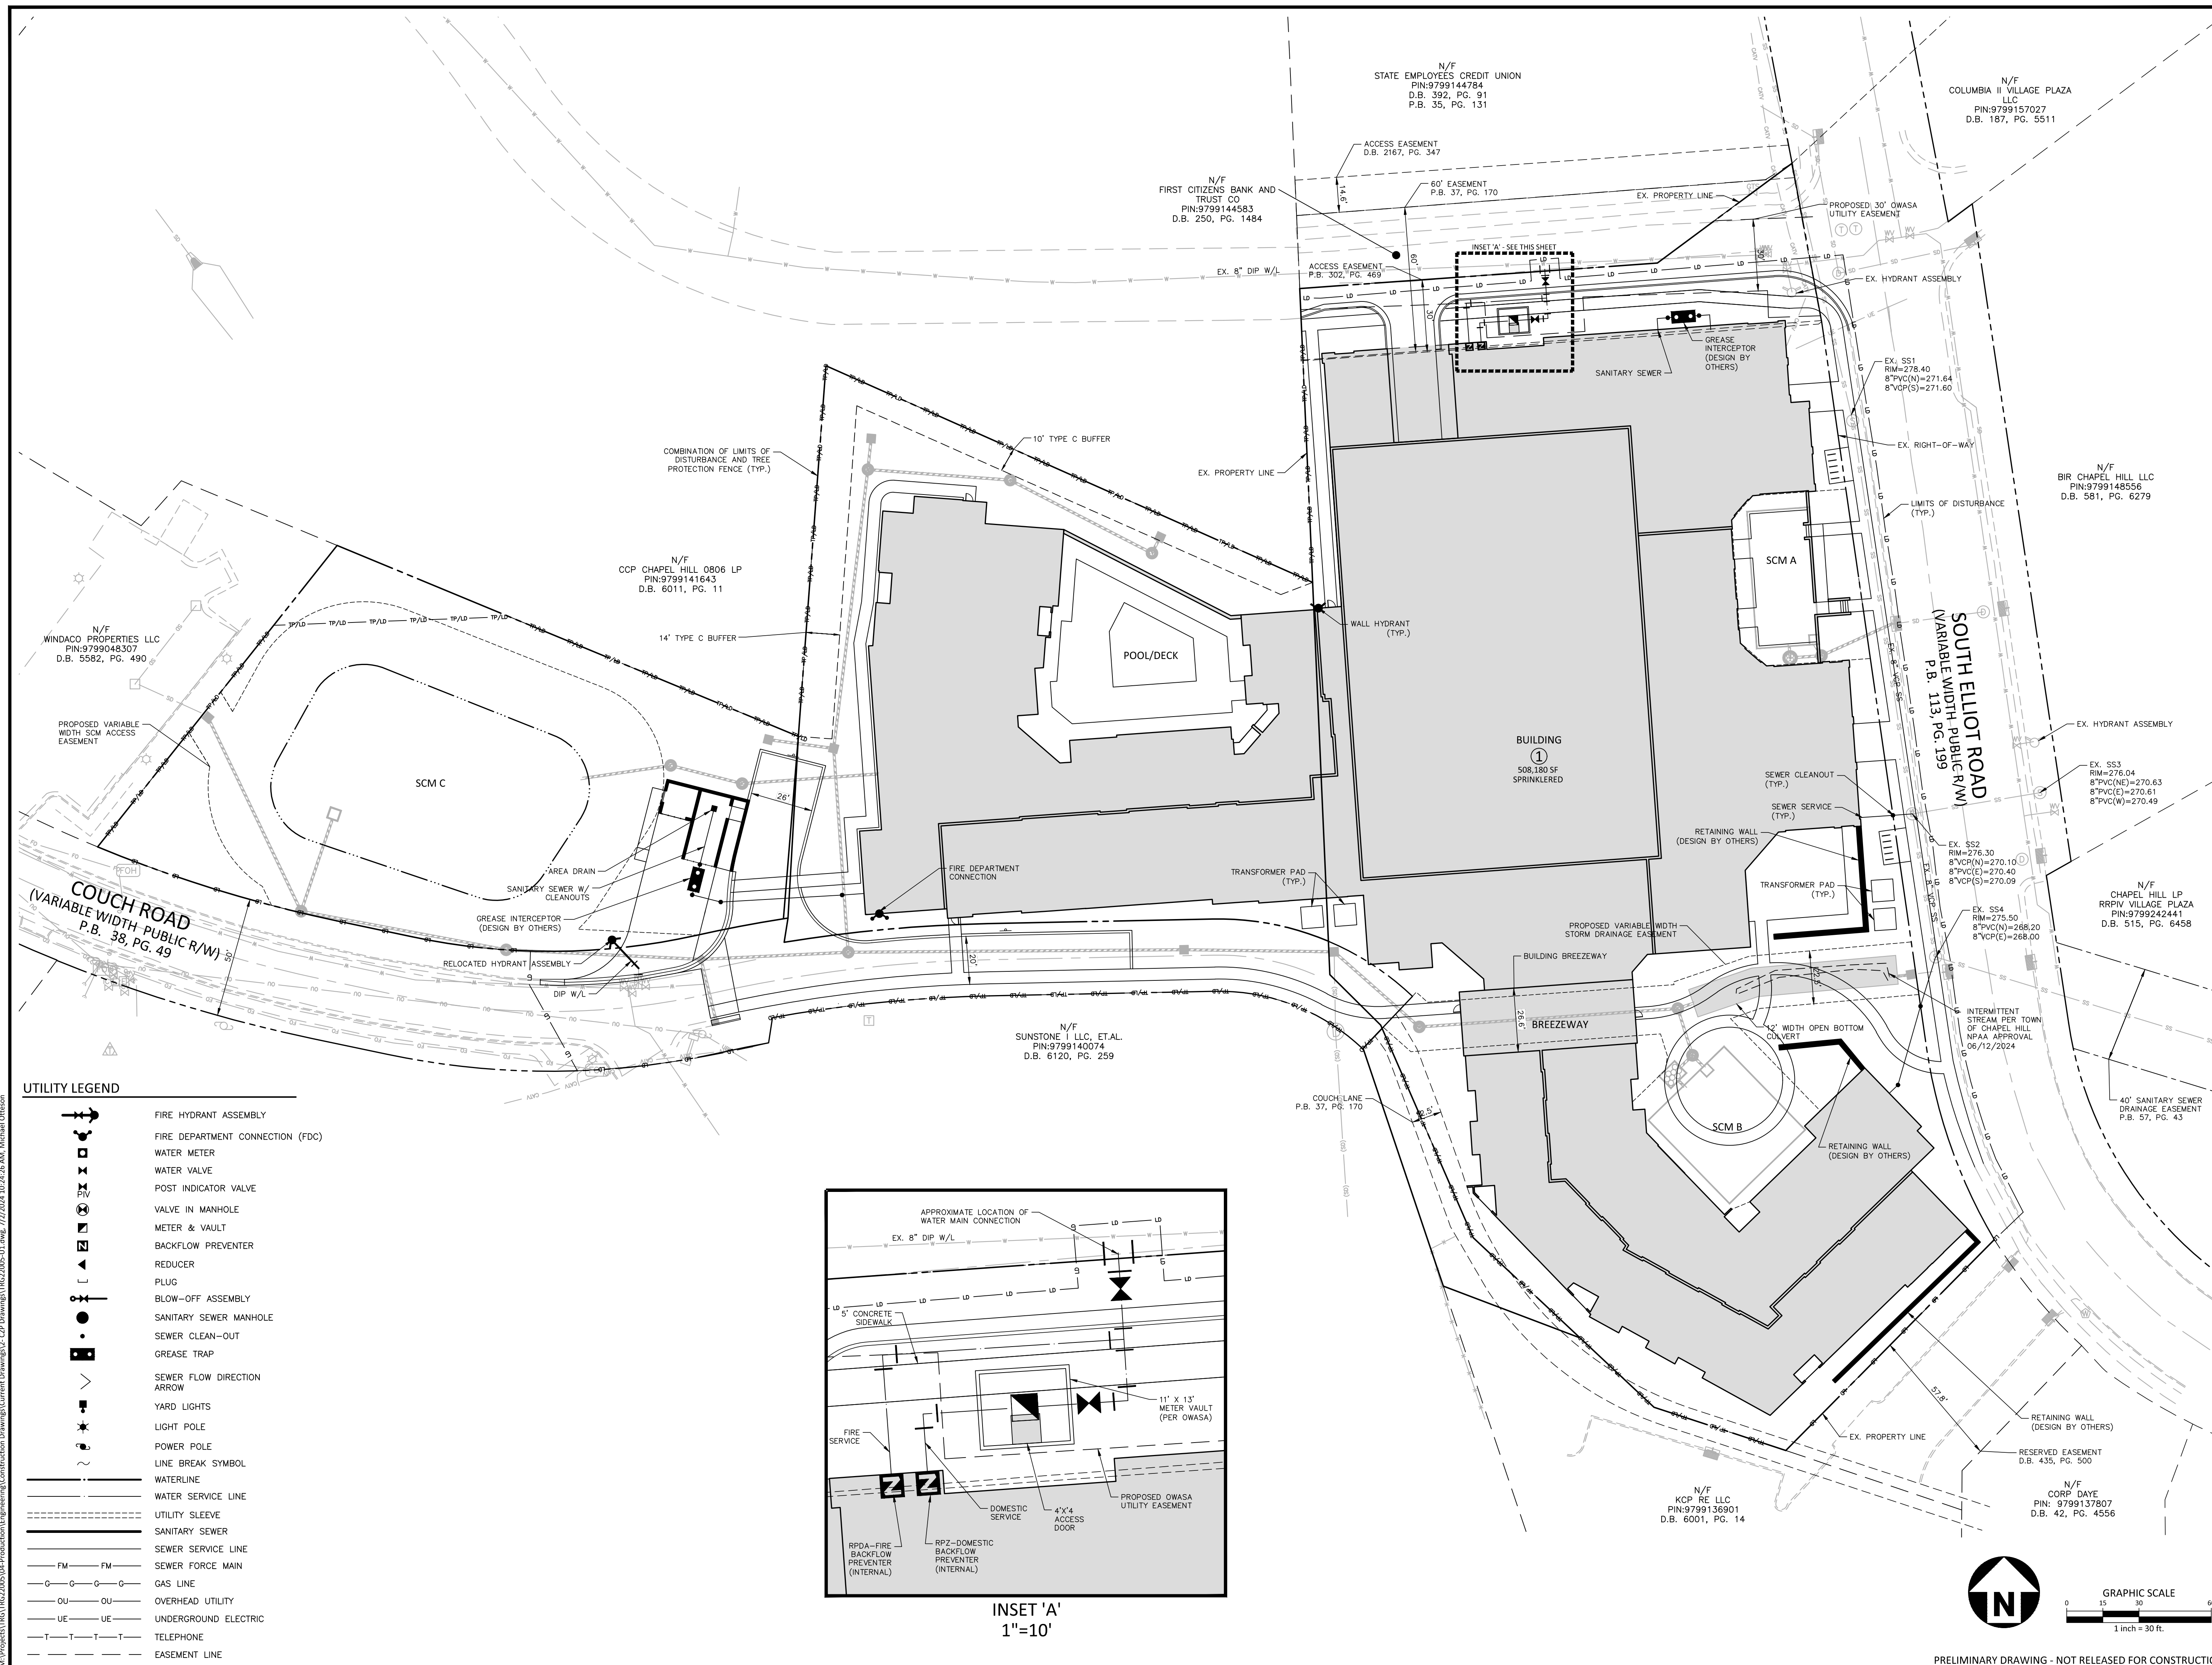 N/F
STATE EMPLOYEES CREDIT UNION
PIN:9799144784
D.B. 392, PG. 91
P.B. 35, PG. 131
N/F
COLUMBIA II VILLAGE PLAZA
LLC
PIN:9799157027
D.B. 187, PG. 5511
ACCESS EASEMENT
D.B. 2167, PG. 347
N/F
FIRST CITIZENS BANK AND
TRUST CO
PIN:9799144583
D.B. 250, PG. 1484
14.6'
60' EASEMENT
P.B. 37, PG. 170
EX. PROPERTY LINE
PROPOSED 30' OWASA
UTILITY EASEMENT
INSET 'A' - SEE THIS SHEET
60'
30'
EX. 8" DIP W/L
ACCESS EASEMENT
P.B. 302, PG. 469
30'
EX. HYDRANT ASSEMBLY
GREASE
INTERCEPTOR
(DESIGN BY
OTHERS)
SANITARY SEWER
EX. SS1
RIM=278.40
8"PVC(N)=271.64
8"VCP(S)=271.60
EX. RIGHT-OF-WAY
COMBINATION OF LIMITS OF
DISTURBANCE AND TREE
PROTECTION FENCE (TYP.)
10' TYPE C BUFFER
EX. PROPERTY LINE
N/F
BIR CHAPEL HILL LLC
PIN:9799148556
D.B. 581, PG. 6279
LIMITS OF DISTURBANCE
(TYP.)
SCM A
N/F
CCP CHAPEL HILL 0806 LP
PIN:9799141643
D.B. 6011, PG. 11
N/F
WINDACO PROPERTIES LLC
PIN:9799048307
D.B. 5582, PG. 490
14' TYPE C BUFFER
WALL HYDRANT
(TYP.)
POOL/DECK
EX. 8" VCP SS
SOUTH ELLIOT ROAD
(VARIABLE WIDTH PUBLIC R/W)
P.B. 113, PG. 199
PROPOSED VARIABLE
WIDTH SCM ACCESS
EASEMENT
SCM C
26'
BUILDING
1
508,180 SF
SPRINKLERED
EX. HYDRANT ASSEMBLY
EX. SS3
RIM=276.04
8"PVC(NE)=270.63
8"PVC(E)=270.61
8"PVC(W)=270.49
SEWER CLEANOUT
(TYP.)
SEWER SERVICE
(TYP.)
RETAINING WALL
(DESIGN BY OTHERS)
EX. SS2
RIM=276.30
8"VCP(N)=270.10
8"PVC(E)=270.40
8"VCP(S)=270.09
EX. 8" VCP SS
AREA DRAIN
SANITARY SEWER W/
CLEANOUTS
FIRE DEPARTMENT
CONNECTION
TRANSFORMER PAD
(TYP.)
TRANSFORMER PAD
(TYP.)
N/F
CHAPEL HILL LP
RRPIV VILLAGE PLAZA
PIN:9799242441
D.B. 515, PG. 6458
COUCH ROAD
(VARIABLE WIDTH PUBLIC R/W)
P.B. 38, PG. 49
50'
GREASE INTERCEPTOR
(DESIGN BY OTHERS)
EX. SS4
RIM=275.50
8"PVC(N)=268.20
8"VCP(E)=268.00
PROPOSED VARIABLE WIDTH
STORM DRAINAGE EASEMENT
BUILDING BREEZEWAY
RELOCATED HYDRANT ASSEMBLY
20'
22.5'
DIP W/L
BREEZEWAY
26.6'
12' WIDTH OPEN BOTTOM
CULVERT
INTERMITTENT
STREAM PER TOWN
OF CHAPEL HILL
NPAA APPROVAL
06/12/2024
N/F
SUNSTONE I LLC, ET.AL.
PIN:9799140074
D.B. 6120, PG. 259
COUCH LANE
P.B. 37, PG. 170
SCM B
RETAINING WALL
(DESIGN BY OTHERS)
40' SANITARY SEWER
DRAINAGE EASEMENT
P.B. 57, PG. 43
UTILITY LEGEND
FIRE HYDRANT ASSEMBLY
FIRE DEPARTMENT CONNECTION (FDC)
WATER METER
WATER VALVE
PIV
POST INDICATOR VALVE
VALVE IN MANHOLE
METER & VAULT
BACKFLOW PREVENTER
REDUCER
PLUG
BLOW-OFF ASSEMBLY
SANITARY SEWER MANHOLE
SEWER CLEAN-OUT
GREASE TRAP
SEWER FLOW DIRECTION
ARROW
YARD LIGHTS
LIGHT POLE
POWER POLE
LINE BREAK SYMBOL
WATERLINE
WATER SERVICE LINE
UTILITY SLEEVE
SANITARY SEWER
SEWER SERVICE LINE
FM FM SEWER FORCE MAIN
G G G G GAS LINE
OU OU OVERHEAD UTILITY
UE UE UNDERGROUND ELECTRIC
T T T T TELEPHONE
EASEMENT LINE
APPROXIMATE LOCATION OF
WATER MAIN CONNECTION
EX. 8" DIP W/L
5' CONCRETE
SIDEWALK
11' X 13'
METER VAULT
(PER OWASA)
FIRE
SERVICE
DOMESTIC
SERVICE
4'X'4
ACCESS
DOOR
PROPOSED OWASA
UTILITY EASEMENT
RPDA-FIRE
BACKFLOW
PREVENTER
(INTERNAL)
RPZ-DOMESTIC
BACKFLOW
PREVENTER
(INTERNAL)
INSET 'A'
1"=10'
57.8'
RETAINING WALL
(DESIGN BY OTHERS)
EX. PROPERTY LINE
RESERVED EASEMENT
D.B. 435, PG. 500
N/F
KCP RE LLC
PIN:9799136901
D.B. 6001, PG. 14
N/F
CORP DAYE
PIN: 9799137807
D.B. 42, PG. 4556
N
GRAPHIC SCALE
0 15 30
1 inch = 30 ft.
PRELIMINARY DRAWING - NOT RELEASED FOR CONSTRUCTIO